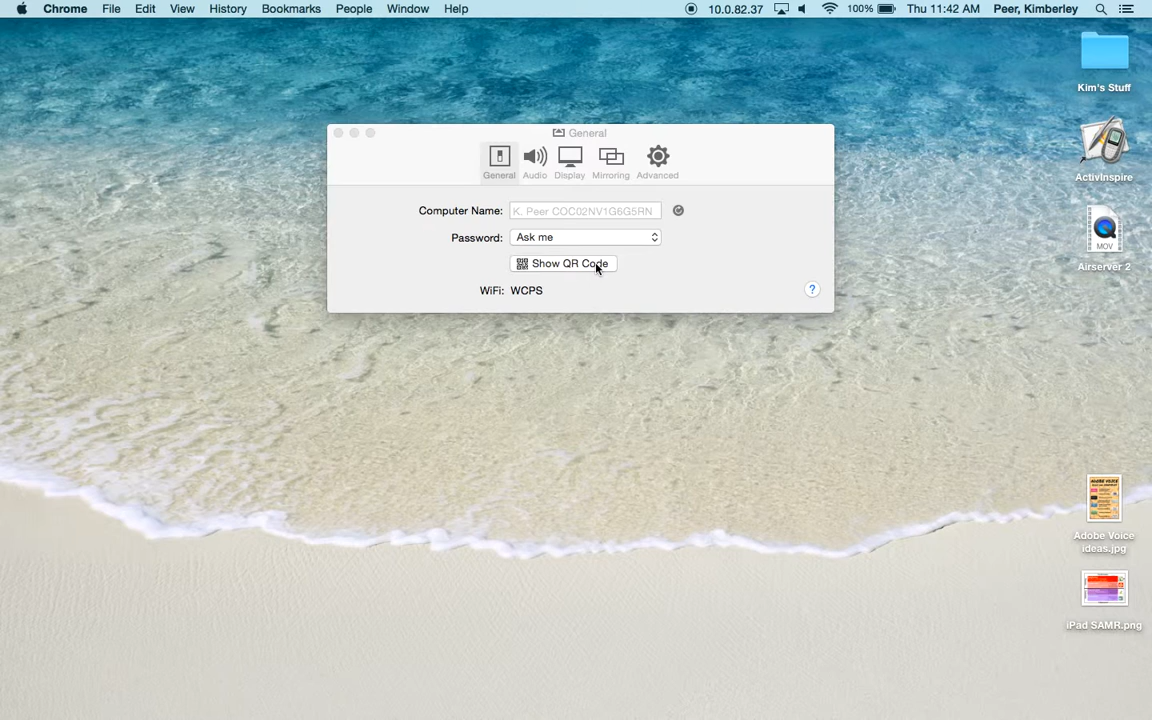 Chrome File Edit View History Bookmarks People Window Help 10.0.82.37 100% Thu 11:42 AM Peer, Kimberley
Kim's Stuff
General
General Audio Display Mirroring Advanced
ActivInspire
Computer Name: K. Peer COC02NV1G6G5RN
Password: Ask me
MOV
Airserver 2
Show QR Code
WiFi: WCPS ?
Adobe Voice
ideas.jpg
iPad SAMR.png